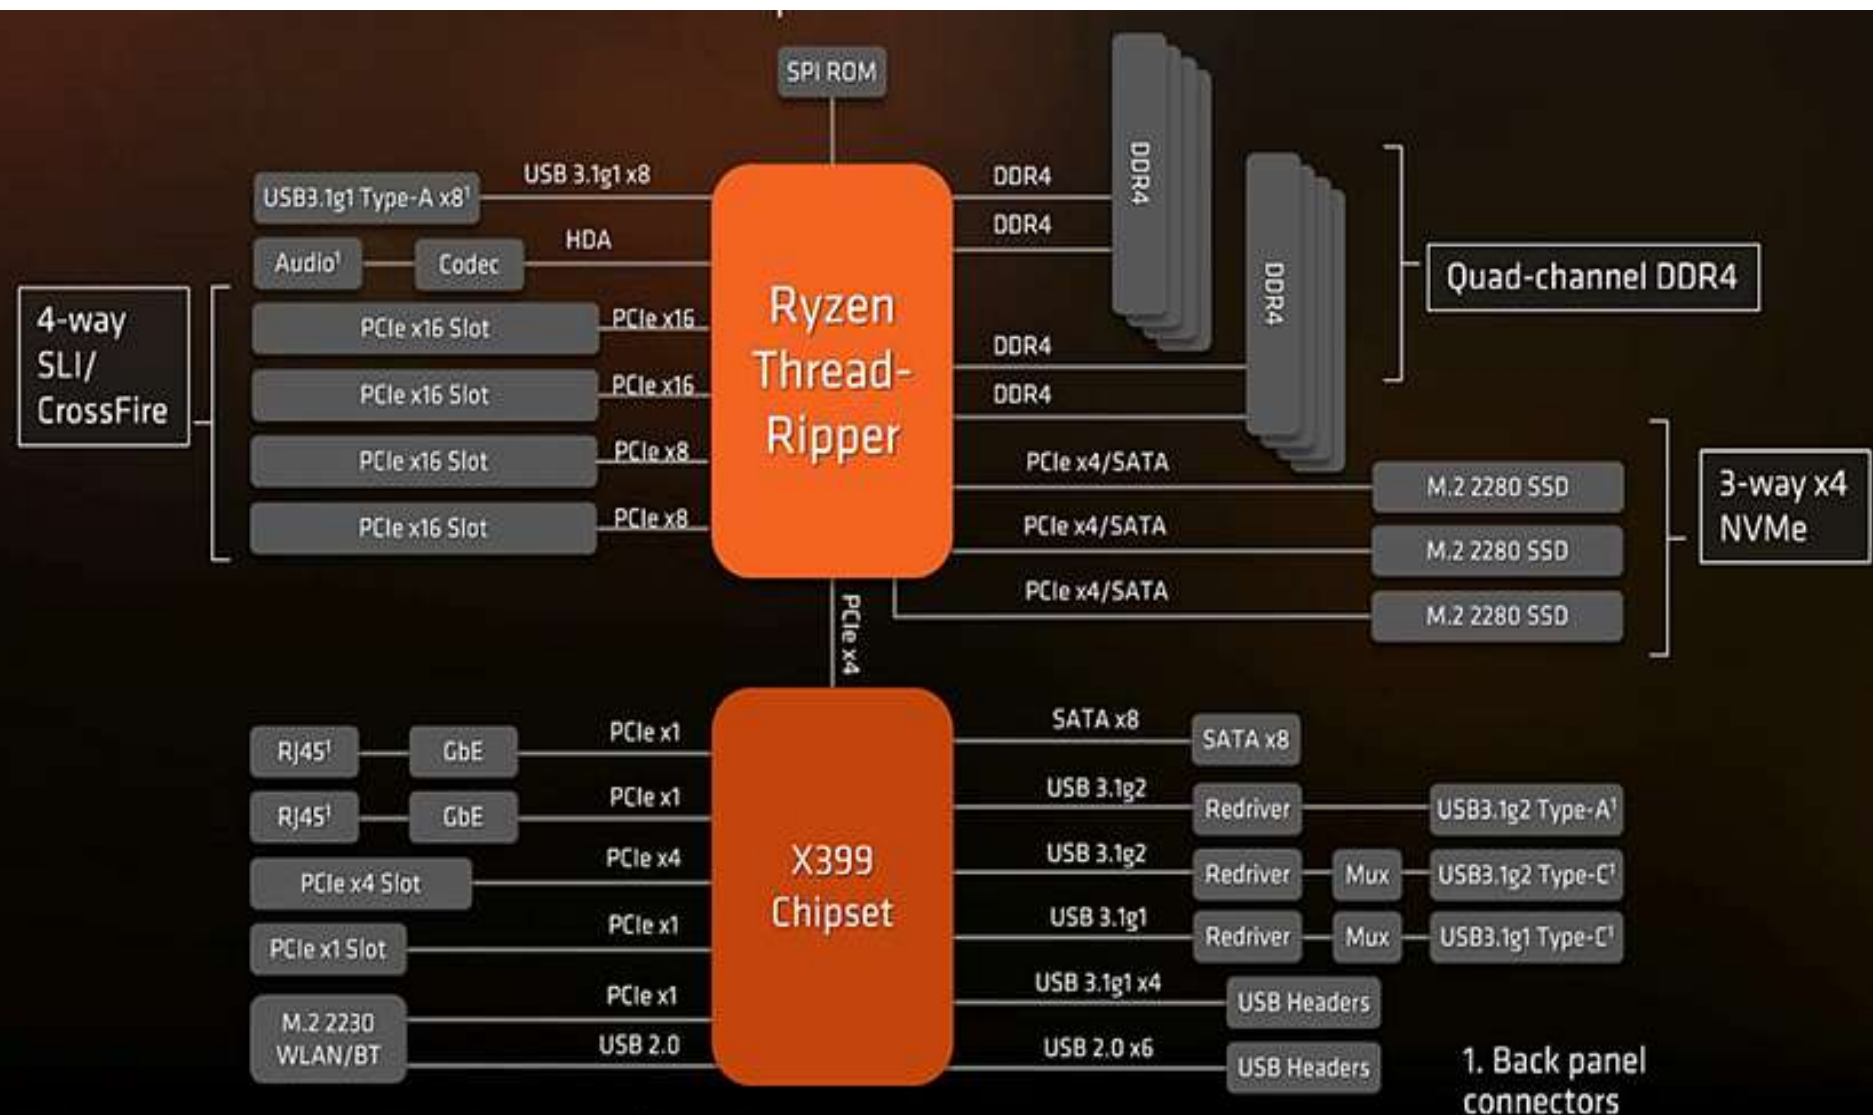 SPI ROM
USB3.1g1 Type-A x8¹
USB 3.1g1 x8
Audio¹
Codec
HDA
4-way
SLI/
CrossFire
PCIe x16 Slot
PCIe x16
PCIe x16 Slot
PCIe x16
PCIe x16 Slot
PCIe x8
PCIe x16 Slot
PCIe x8
Ryzen
Thread-
Ripper
DDR4
DDR4
DDR4
DDR4
DDR4
DDR4
Quad-channel DDR4
PCIe x4/SATA
M.2 2280 SSD
PCIe x4/SATA
M.2 2280 SSD
PCIe x4/SATA
M.2 2280 SSD
3-way x4
NVMe
PCIe x4
RJ45¹
GbE
PCIe x1
RJ45¹
GbE
PCIe x1
PCIe x4 Slot
PCIe x4
PCIe x1 Slot
PCIe x1
M.2 2230
WLAN/BT
PCIe x1
USB 2.0
X399
Chipset
SATA x8
SATA x8
USB 3.1g2
Redriver
USB3.1g2 Type-A¹
USB 3.1g2
Redriver
Mux
USB3.1g2 Type-C¹
USB 3.1g1
Redriver
Mux
USB3.1g1 Type-C¹
USB 3.1g1 x4
USB Headers
USB 2.0 x6
USB Headers
1. Back panel
connectors